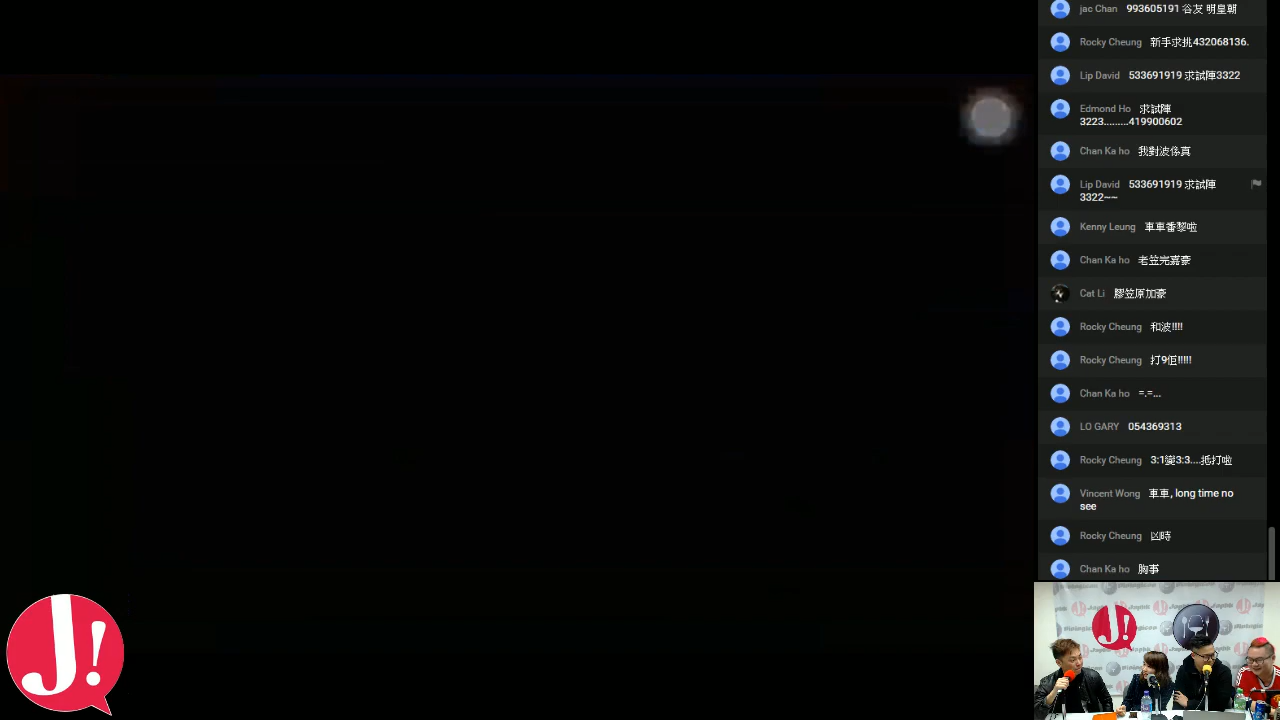 jac Chan 993605191 谷友 明皇朝
Rocky Cheung 新手求批432068136.
Lip David 533691919 求試陣3322
Edmond Ho 求試陣
3223.........419900602
Chan Ka ho 我對波係真
Lip David 533691919 求試陣
3322~~
Kenny Leung 車車番黎啦
Chan Ka ho 老笠完嘉豪
Cat Li 膠笠原加豪
Rocky Cheung 和波!!!!
Rocky Cheung 打9佢!!!!!
Chan Ka ho =.=...
LO GARY 054369313
Rocky Cheung 3:1變3:3....抵打啦
Vincent Wong 車車, long time no
see
Rocky Cheung 凶時
Chan Ka ho 胸事
J!